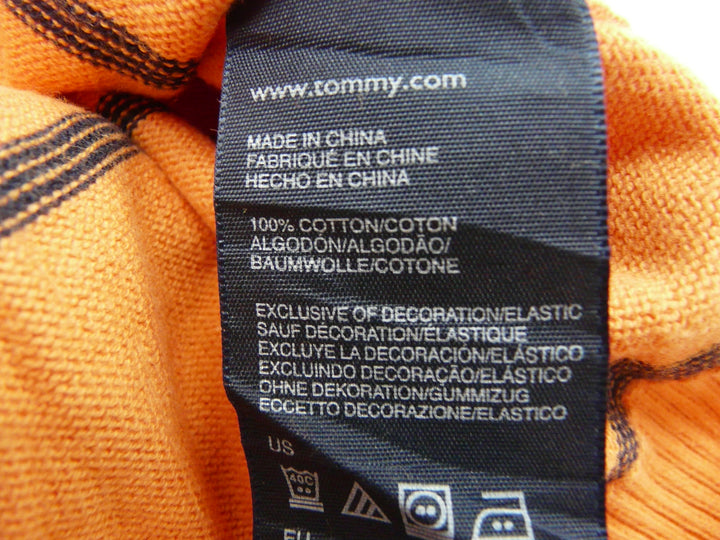 www.tommy.com
MADE IN CHINA
FABRIQUÉ EN CHINE
HECHO EN CHINA
100% COTTON/COTON
ALGODÓN/ALGODÃO/
BAUMWOLLE/COTONE
EXCLUSIVE OF DECORATION/ELASTIC
SAUF DÉCORATION/ÉLASTIQUE
EXCLUYE LA DECORACIÓN/ELÁSTICO
EXCLUINDO DECORAÇÃO/ELÁSTICO
OHNE DEKORATION/GUMMIZUG
ECCETTO DECORAZIONE/ELASTICO
US
40C
EU